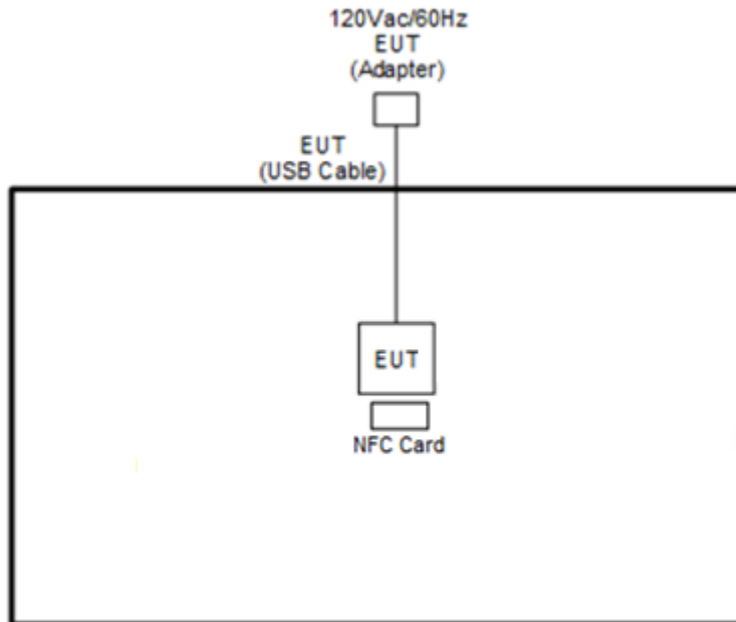 120Vac/60Hz
EUT
(Adapter)
EUT
(USB Cable)
EUT
NFC Card